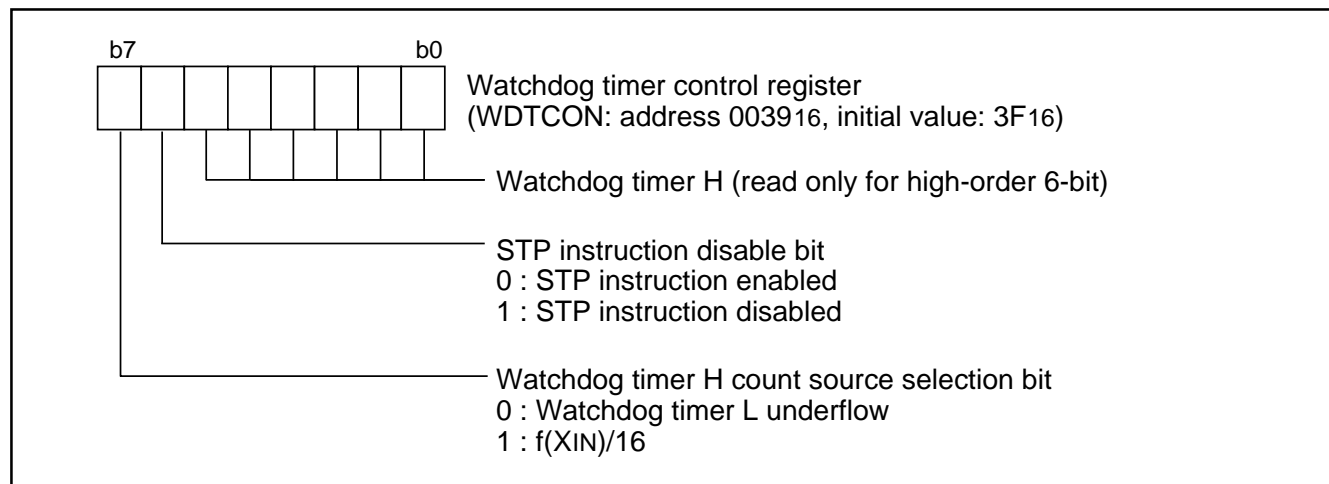 b7 b0
Watchdog timer control register
(WDTCON: address 003916, initial value: 3F16)
Watchdog timer H (read only for high-order 6-bit)
STP instruction disable bit
0 : STP instruction enabled
1 : STP instruction disabled
Watchdog timer H count source selection bit
0 : Watchdog timer L underflow
1 : f(XIN)/16